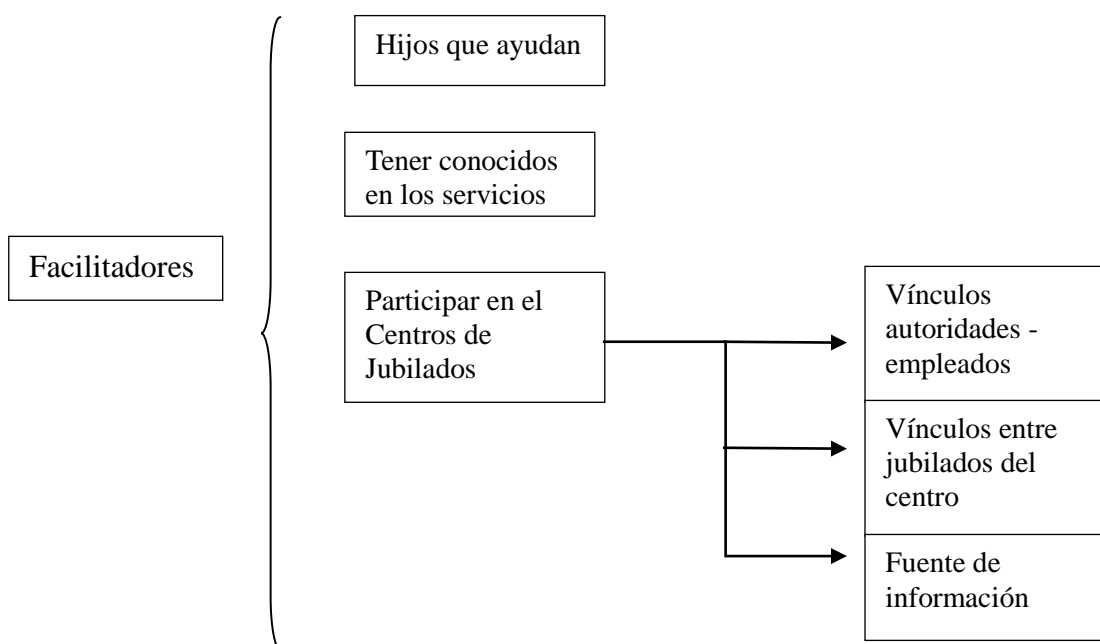 Hijos que ayudan
Tener conocidos
en los servicios
Facilitadores
Participar en el
Centros de
Jubilados
Vínculos
autoridades -
empleados
Vínculos entre
jubilados del
centro
Fuente de
información